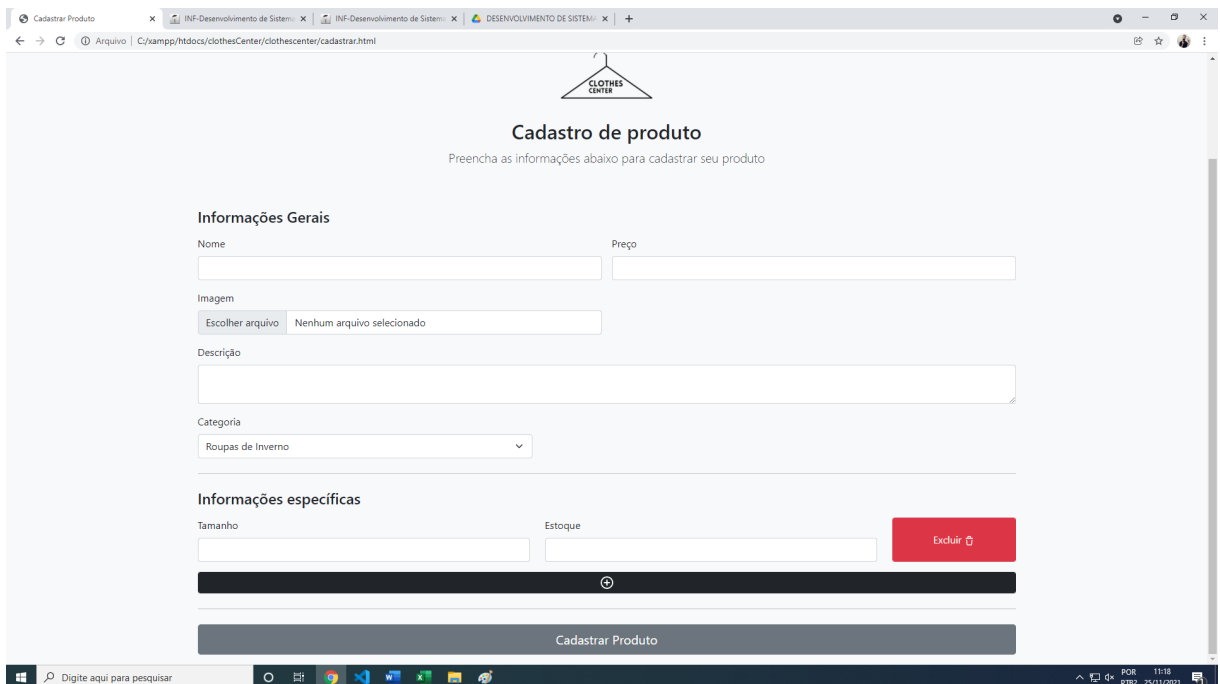 Cadastrar Produto
INF-Desenvolvimento de Sistema
INF-Desenvolvimento de Sistema
DESENVOLVIMENTO DE SISTEMA
Arquivo | C:/xampp/htdocs/clothesCenter/clothescenter/cadastrar.html
CLOTHES
CENTER
Cadastro de produto
Preencha as informações abaixo para cadastrar seu produto
Informações Gerais
Nome
Preço
Imagem
Escolher arquivo Nenhum arquivo selecionado
Descrição
Categoria
Roupas de Inverno
Informações específicas
Tamanho
Estoque
Excluir
Cadastrar Produto
Digite aqui para pesquisar
POR 11:18
PTB2 25/11/2021